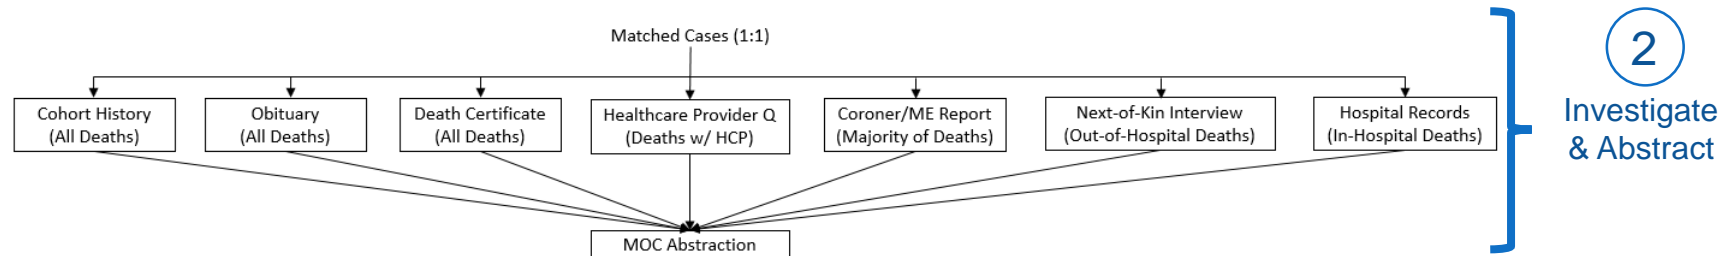 Matched Cases (1:1)
Cohort History
(All Deaths)
Obituary
(All Deaths)
Death Certificate
(All Deaths)
Healthcare Provider Q
(Deaths w/ HCP)
Coroner/ME Report
(Majority of Deaths)
Next-of-Kin Interview
(Out-of-Hospital Deaths)
Hospital Records
(In-Hospital Deaths)
MOC Abstraction
2
Investigate
& Abstract